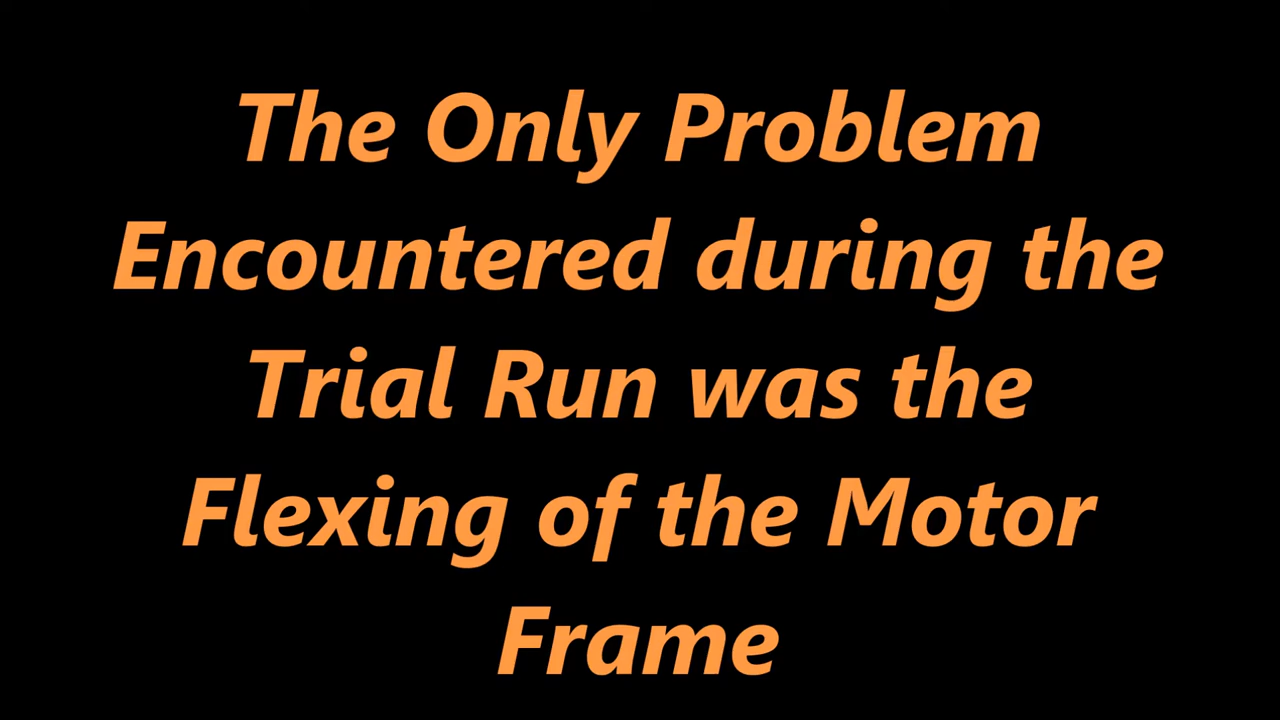 The Only Problem
Encountered during the
Trial Run was the
Flexing of the Motor
Frame